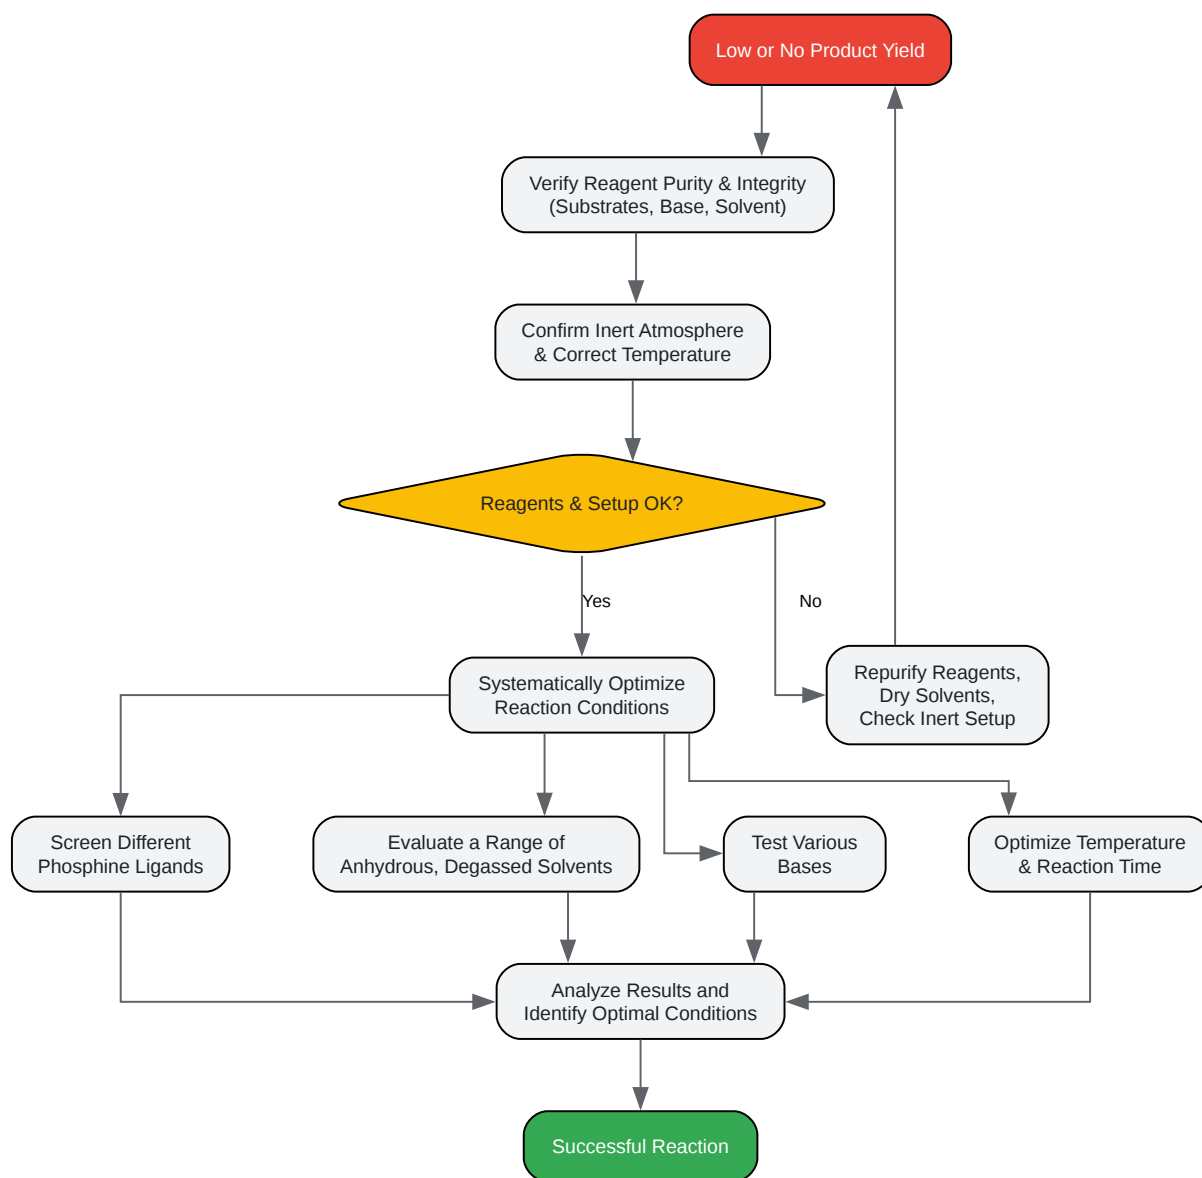 Low or No Product Yield
Verify Reagent Purity & Integrity
(Substrates, Base, Solvent)
Confirm Inert Atmosphere
& Correct Temperature
Reagents & Setup OK?
Yes
No
Repurify Reagents,
Dry Solvents,
Check Inert Setup
Systematically Optimize
Reaction Conditions
Screen Different
Phosphine Ligands
Evaluate a Range of
Anhydrous, Degassed Solvents
Test Various
Bases
Optimize Temperature
& Reaction Time
Analyze Results and
Identify Optimal Conditions
Successful Reaction